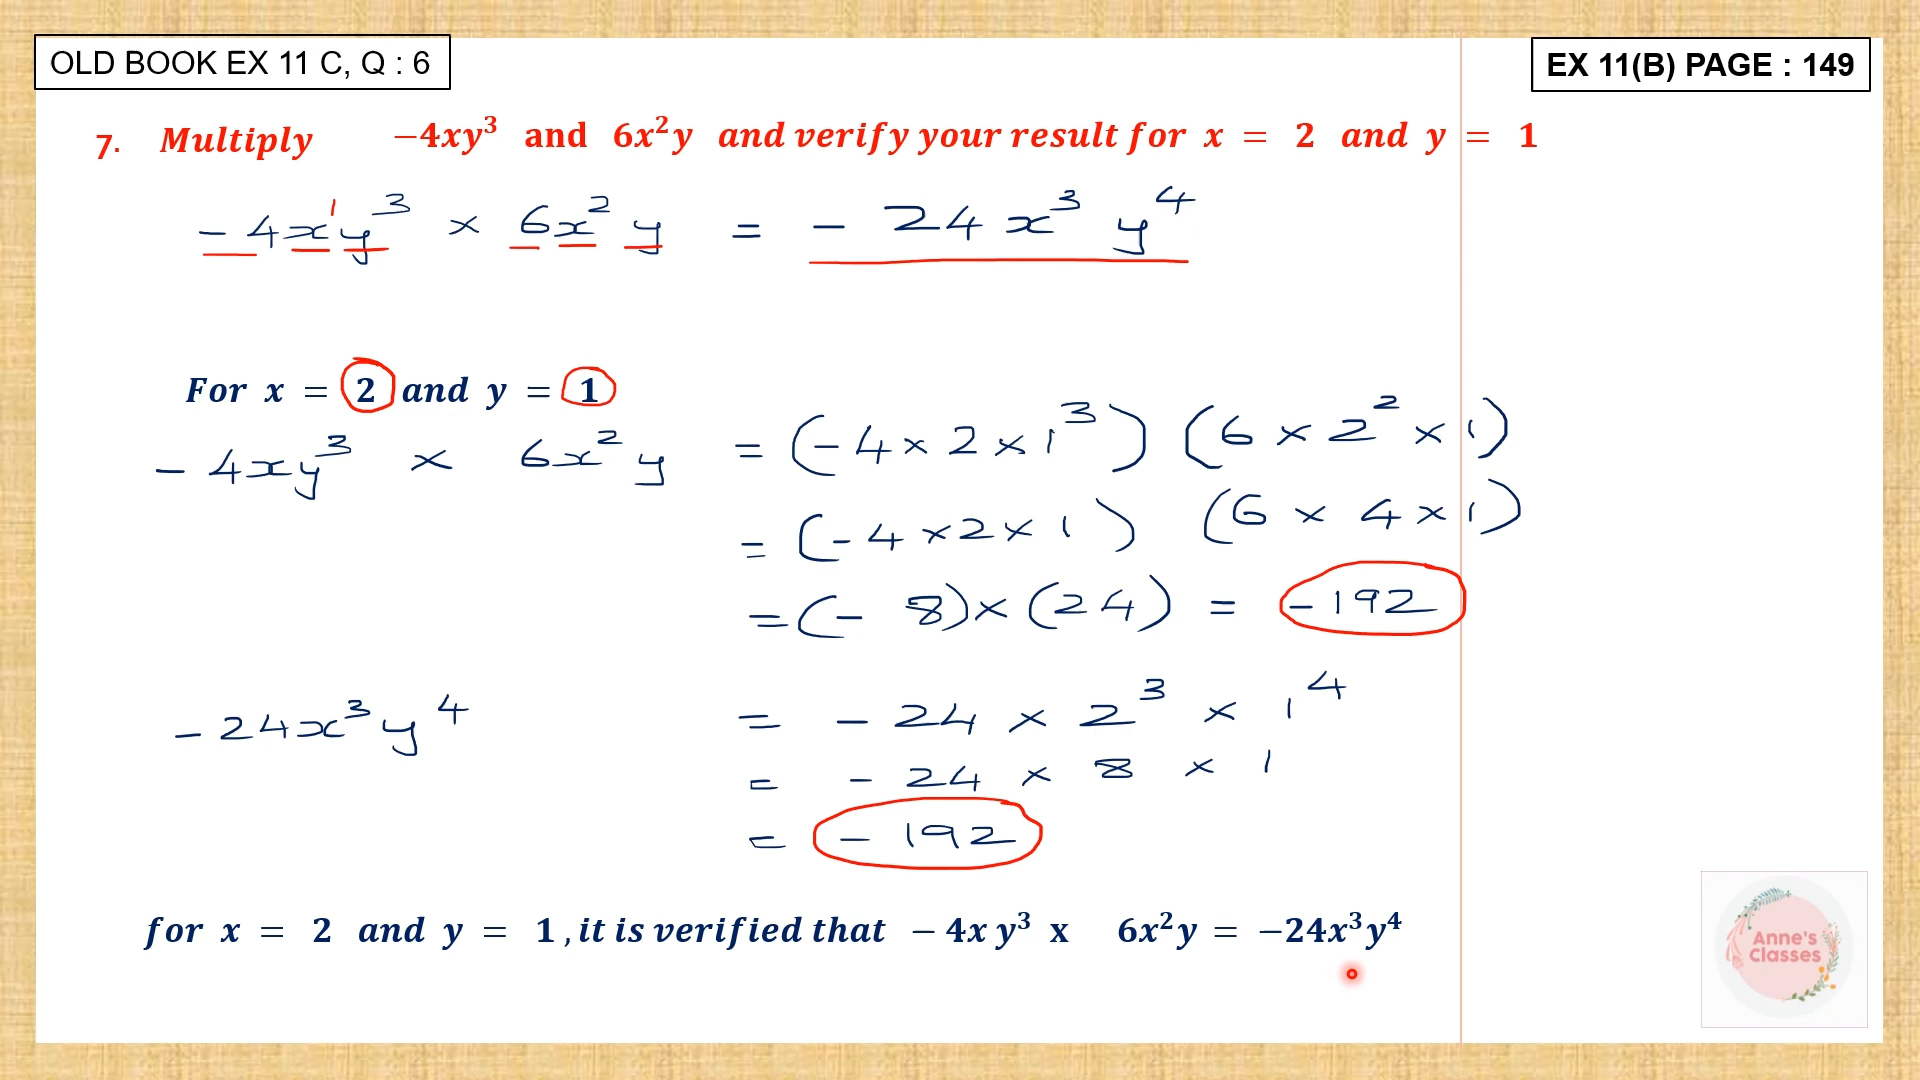 OLD BOOK EX 11 C, Q : 6
EX 11(B) PAGE : 149
7. Multiply −4xy³ and 6x²y and verify your result for x = 2 and y = 1
− 4x¹y³ × 6x²y = − 24x³y⁴
For x = 2 and y = 1
− 4xy³ × 6x²y = (− 4 × 2 × 1³) (6 × 2² × 1)
= (− 4 × 2 × 1) (6 × 4 × 1)
= (− 8) × (24) = − 192
− 24x³y⁴ = − 24 × 2³ × 1⁴
= − 24 × 8 × 1
= − 192
for x = 2 and y = 1, it is verified that − 4x y³ x 6x²y = −24x³y⁴
Anne's
Classes